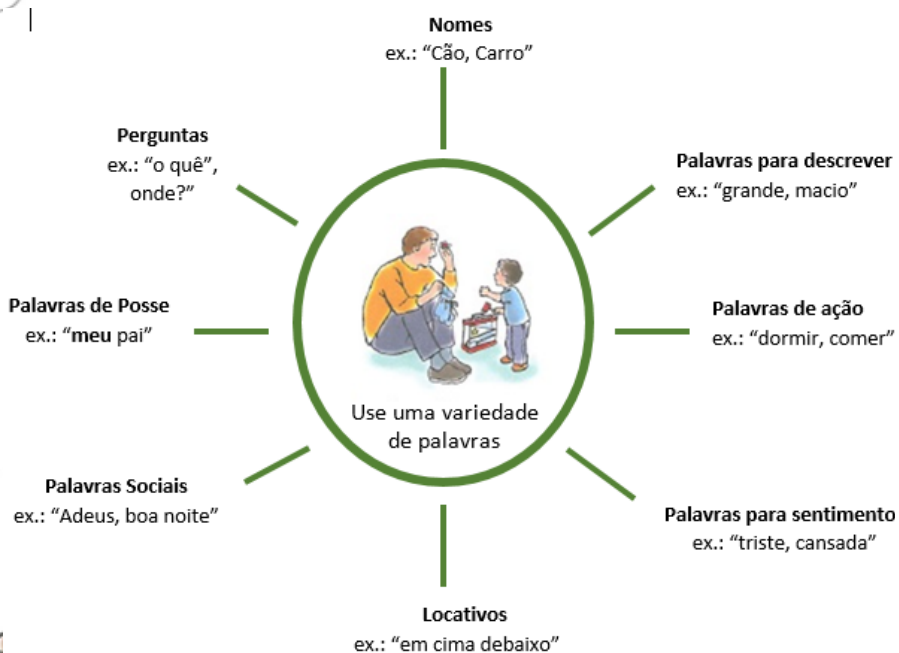 Nomes
ex.: “Cão, Carro”
Perguntas
ex.: “o quê”,
onde?”
Palavras para descrever
ex.: “grande, macio”
Palavras de Posse
ex.: “meu pai”
Palavras de ação
ex.: “dormir, comer”
Use uma variedade
de palavras
Palavras Sociais
ex.: “Adeus, boa noite”
Palavras para sentimento
ex.: “triste, cansada”
Locativos
ex.: “em cima debaixo”